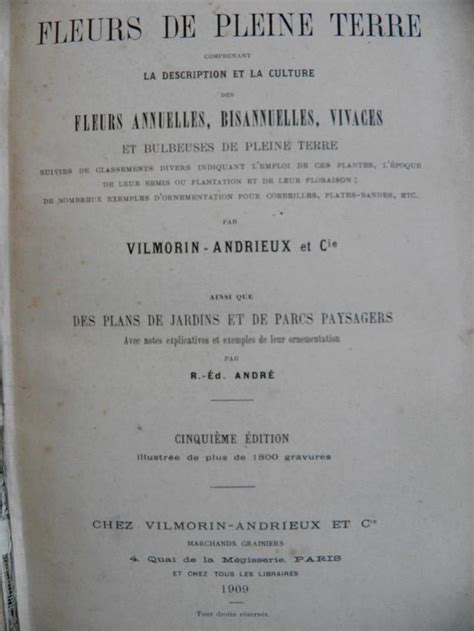 FLEURS DE PLEINE TERRE
COMPRENANT
LA DESCRIPTION ET LA CULTURE
DES
FLEURS ANNUELLES, BISANNUELLES, VIVACES
ET BULBEUSES DE PLEINE TERRE
SUIVIES DE CLASSEMENTS DIVERS INDIQUANT L'EMPLOI DE CES PLANTES, L'ÉPOQUE
DE LEUR SEMIS OU PLANTATION ET DE LEUR FLORAISON ;
DE NOMBREUX EXEMPLES D'ORNEMENTATION POUR CORBEILLES, PLATES-BANDES, ETC.
PAR
VILMORIN-ANDRIEUX et Cie
AINSI QUE
DES PLANS DE JARDINS ET DE PARCS PAYSAGERS
Avec notes explicatives et exemples de leur ornementation
PAR
R.-Éd. ANDRÉ
CINQUIÈME ÉDITION
illustrée de plus de 1800 gravures
CHEZ VILMORIN-ANDRIEUX ET Cie
MARCHANDS GRAINIERS
4, Quai de la Mégisserie, PARIS
ET CHEZ TOUS LES LIBRAIRES
1909
Tous droits réservés.